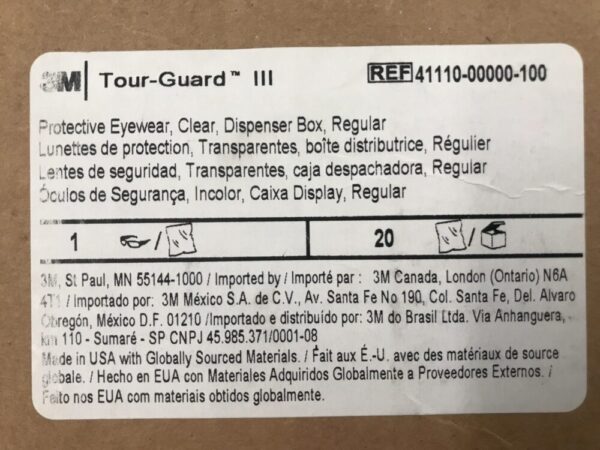 3M Tour-Guard™ III REF 41110-00000-100
Protective Eyewear, Clear, Dispenser Box, Regular
Lunettes de protection, Transparentes, boîte distributrice, Régulier
Lentes de seguridad, Transparentes, caja despachadora, Regular
Óculos de Segurança, Incolor, Caixa Display, Regular
1 / 20 /
3M, St Paul, MN 55144-1000 / Imported by / Importé par : 3M Canada, London (Ontario) N6A
4T1 / Importado por: 3M México S.A. de C.V., Av. Santa Fe No 190, Col. Santa Fe, Del. Alvaro
Obregón, México D.F. 01210 /Importado e distribuido por: 3M do Brasil Ltda. Via Anhanguera,
km 110 - Sumaré - SP CNPJ 45.985.371/0001-08
Made in USA with Globally Sourced Materials. / Fait aux É.-U. avec des matériaux de source
globale. / Hecho en EUA con Materiales Adquiridos Globalmente a Proveedores Externos. /
Feito nos EUA com materiais obtidos globalmente.